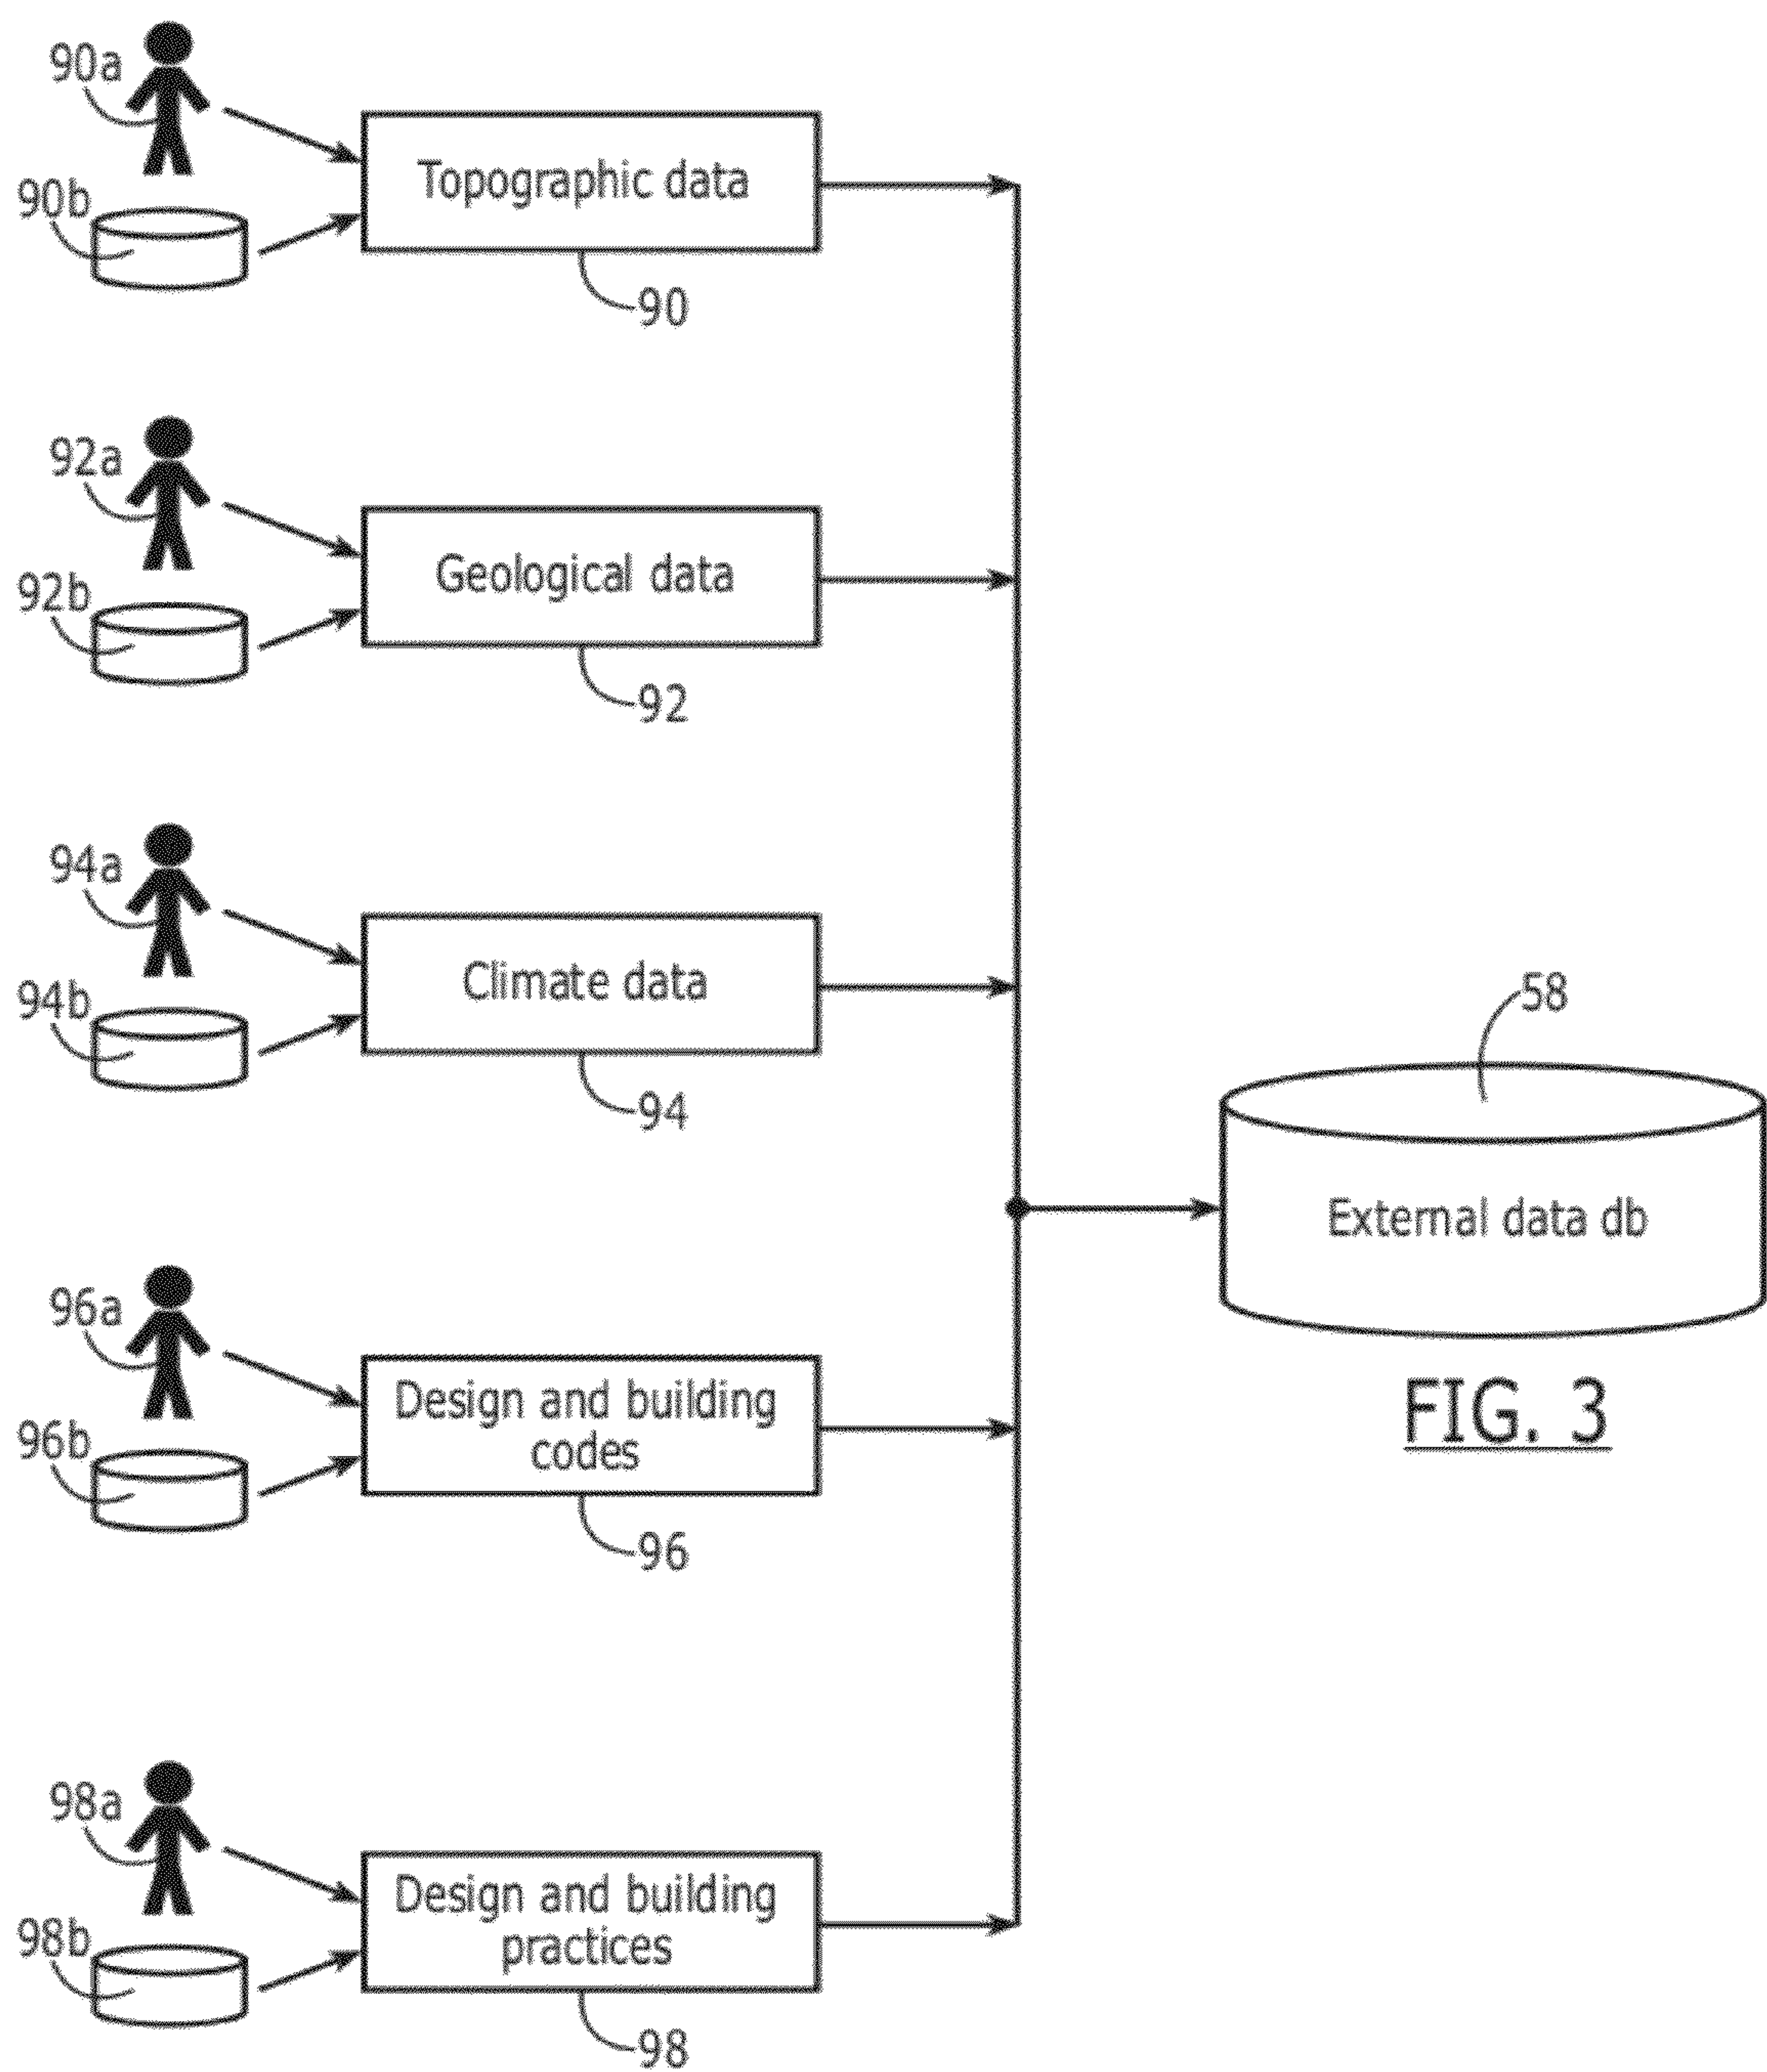 90a
90b
Topographic data
90
92a
92b
Geological data
92
94a
94b
Climate data
94
58
External data db
96a
96b
Design and building
codes
96
FIG. 3
98a
98b
Design and building
practices
98